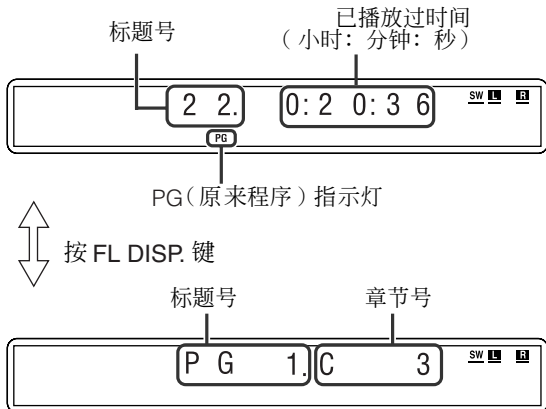 标题号
已播放过时间
（小时：分钟：秒）
2 2. 0:2 0:3 6 SW L R
PG
PG（原来程序）指示灯
按 FL DISP. 键
标题号 章节号
P G 1. C 3 SW L R